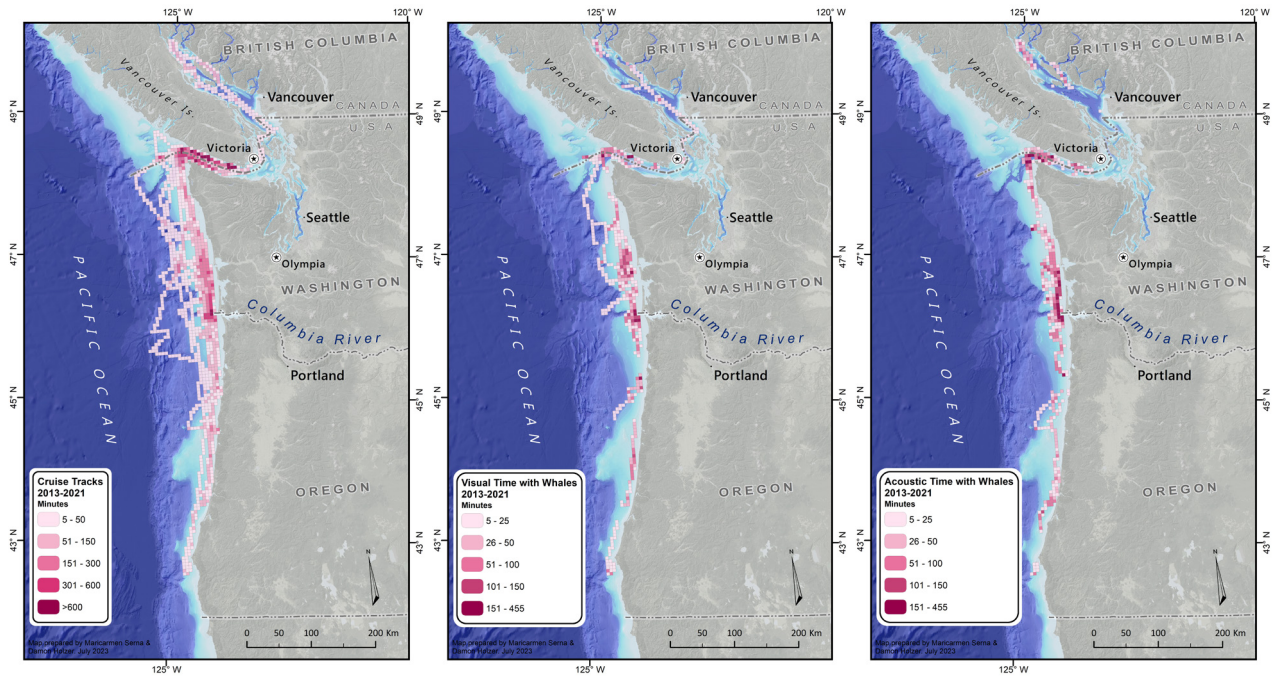 125° W
120° W
BRITISH COLUMBIA
Vancouver Is.
Vancouver
CANADA
U.S.A
49° N
Victoria
Seattle
47° N
Olympia
WASHINGTON
PACIFIC OCEAN
Columbia River
Portland
45° N
OREGON
43° N
Cruise Tracks
2013-2021
Minutes
5 - 50
51 - 150
151 - 300
301 - 600
>600
N
0 50 100 200 Km
Map prepared by Maricarmen Serna &
Damon Holzer: July 2023
125° W
125° W
120° W
BRITISH COLUMBIA
Vancouver Is.
Vancouver
CANADA
U.S.A
49° N
Victoria
Seattle
47° N
Olympia
WASHINGTON
PACIFIC OCEAN
Columbia River
Portland
45° N
OREGON
43° N
Visual Time with Whales
2013-2021
Minutes
5 - 25
26 - 50
51 - 100
101 - 150
151 - 455
N
0 50 100 200 Km
Map prepared by Maricarmen Serna &
Damon Holzer: July 2023
125° W
125° W
120° W
BRITISH COLUMBIA
Vancouver Is.
Vancouver
CANADA
U.S.A
49° N
Victoria
Seattle
47° N
Olympia
WASHINGTON
PACIFIC OCEAN
Columbia River
Portland
45° N
OREGON
43° N
Acoustic Time with Whales
2013-2021
Minutes
5 - 25
26 - 50
51 - 100
101 - 150
151 - 455
N
0 50 100 200 Km
Map prepared by Maricarmen Serna &
Damon Holzer: July 2023
125° W